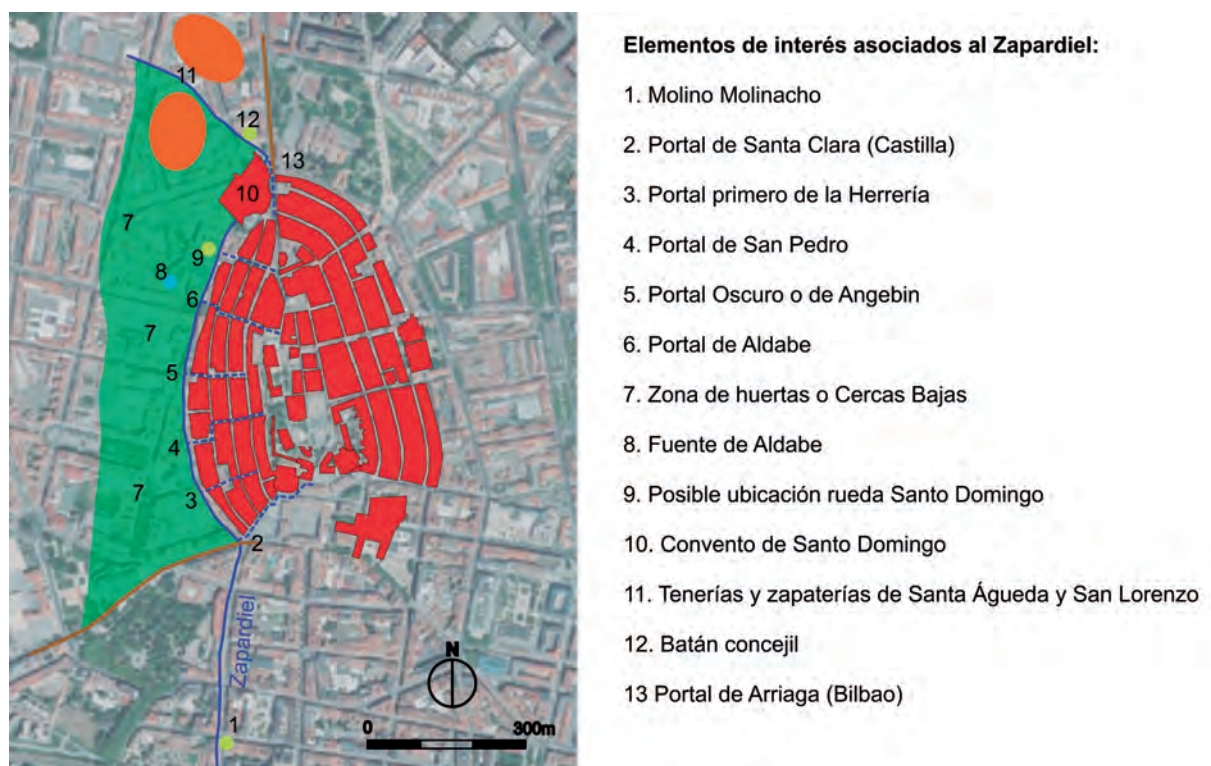 11
12
13
10
7
9
8
6
7
5
4
7
3
2
Zapardiel
N
0
300m
1
Elementos de interés asociados al Zapardiel:
1. Molino Molinacho
2. Portal de Santa Clara (Castilla)
3. Portal primero de la Herrería
4. Portal de San Pedro
5. Portal Oscuro o de Angebin
6. Portal de Aldabe
7. Zona de huertas o Cercas Bajas
8. Fuente de Aldabe
9. Posible ubicación rueda Santo Domingo
10. Convento de Santo Domingo
11. Tenerías y zapaterías de Santa Águeda y San Lorenzo
12. Batán concejil
13 Portal de Arriaga (Bilbao)